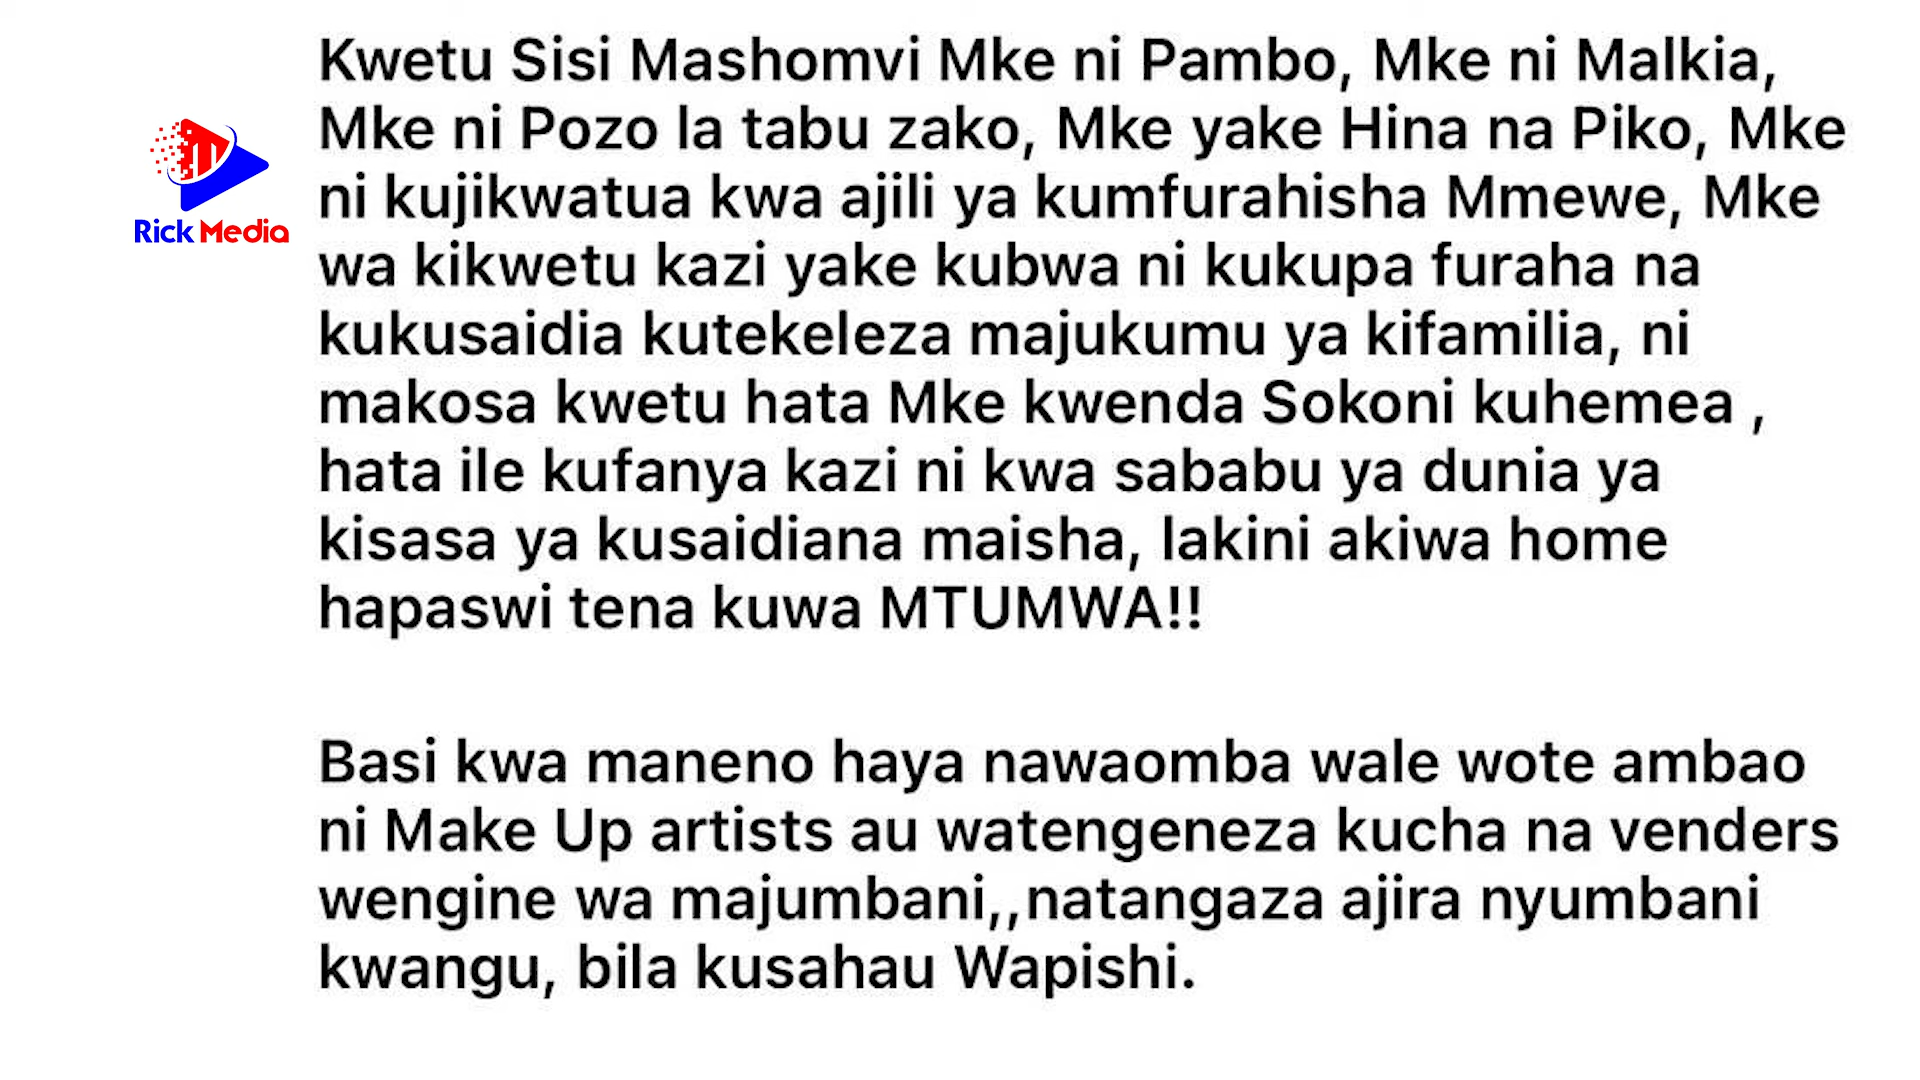 Kwetu Sisi Mashomvi Mke ni Pambo, Mke ni Malkia,
Mke ni Pozo la tabu zako, Mke yake Hina na Piko, Mke
ni kujikwatua kwa ajili ya kumfurahisha Mmewe, Mke
wa kikwetu kazi yake kubwa ni kukupa furaha na
kukusaidia kutekeleza majukumu ya kifamilia, ni
makosa kwetu hata Mke kwenda Sokoni kuhemea ,
hata ile kufanya kazi ni kwa sababu ya dunia ya
kisasa ya kusaidiana maisha, lakini akiwa home
hapaswi tena kuwa MTUMWA!!
Basi kwa maneno haya nawaomba wale wote ambao
ni Make Up artists au watengeneza kucha na venders
wengine wa majumbani,,natangaza ajira nyumbani
kwangu, bila kusahau Wapishi.
Rick Media